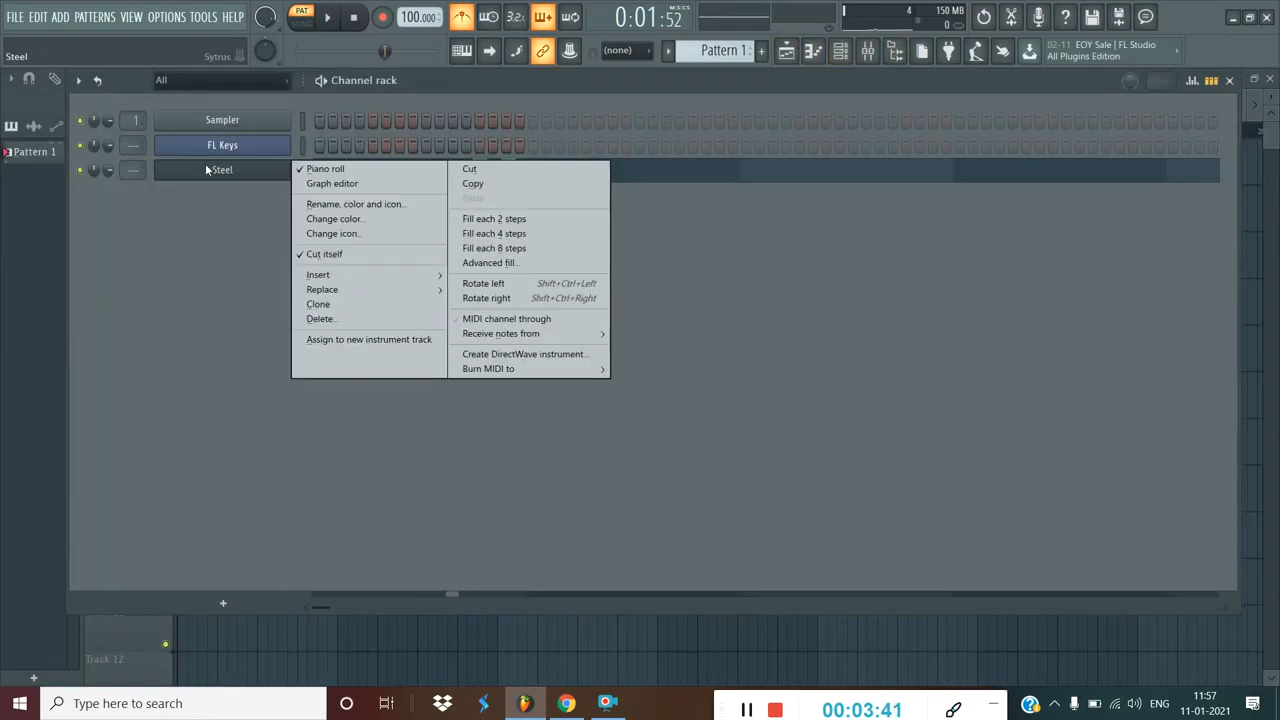 FILE EDIT ADD PATTERNS VIEW OPTIONS TOOLS HELP
PAT
SONG
100.000
3.2.
0:01:52
M:S:CS
4
150 MB
0
02-11 EOY Sale | FL Studio
All Plugins Edition
Steel
Sytrus
(none)
Pattern 1
All
Channel rack
1
Sampler
FL Keys
Steel
Pattern 1
Piano roll
Graph editor
Rename, color and icon...
Change color...
Change icon...
Cut itself
Insert
Replace
Clone
Delete...
Assign to new instrument track
Cut
Copy
Paste
Fill each 2 steps
Fill each 4 steps
Fill each 8 steps
Advanced fill...
Rotate left Shift+Ctrl+Left
Rotate right Shift+Ctrl+Right
MIDI channel through
Receive notes from
Create DirectWave instrument...
Burn MIDI to
Track 12
Type here to search
00:03:41
ENG
11:57
11-01-2021